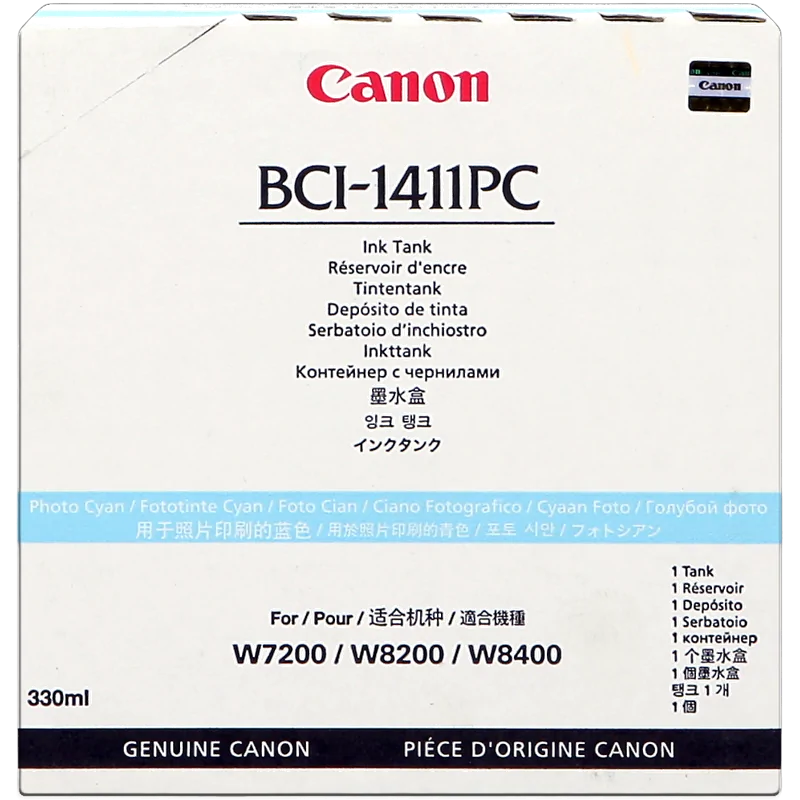 Canon
Canon
BCI-1411PC
Ink Tank
Réservoir d'encre
Tintentank
Depósito de tinta
Serbatoio d'inchiostro
Inkttank
Контейнер с чернилами
墨水盒
잉크 탱크
インクタンク
Photo Cyan / Fototinte Cyan / Foto Cian / Ciano Fotografico / Cyaan Foto / Голубой фото
用于照片印刷的蓝色 / 用於照片印刷的青色 / 포토 시안 / フォトシアン
1 Tank
1 Réservoir
1 Depósito
1 Serbatoio
1 контейнер
1 个墨水盒
1 個墨水盒
탱크 1 개
1 個
For / Pour / 适合机种 / 適合機種
W7200 / W8200 / W8400
330ml
GENUINE CANON
PIÉCE D'ORIGINE CANON